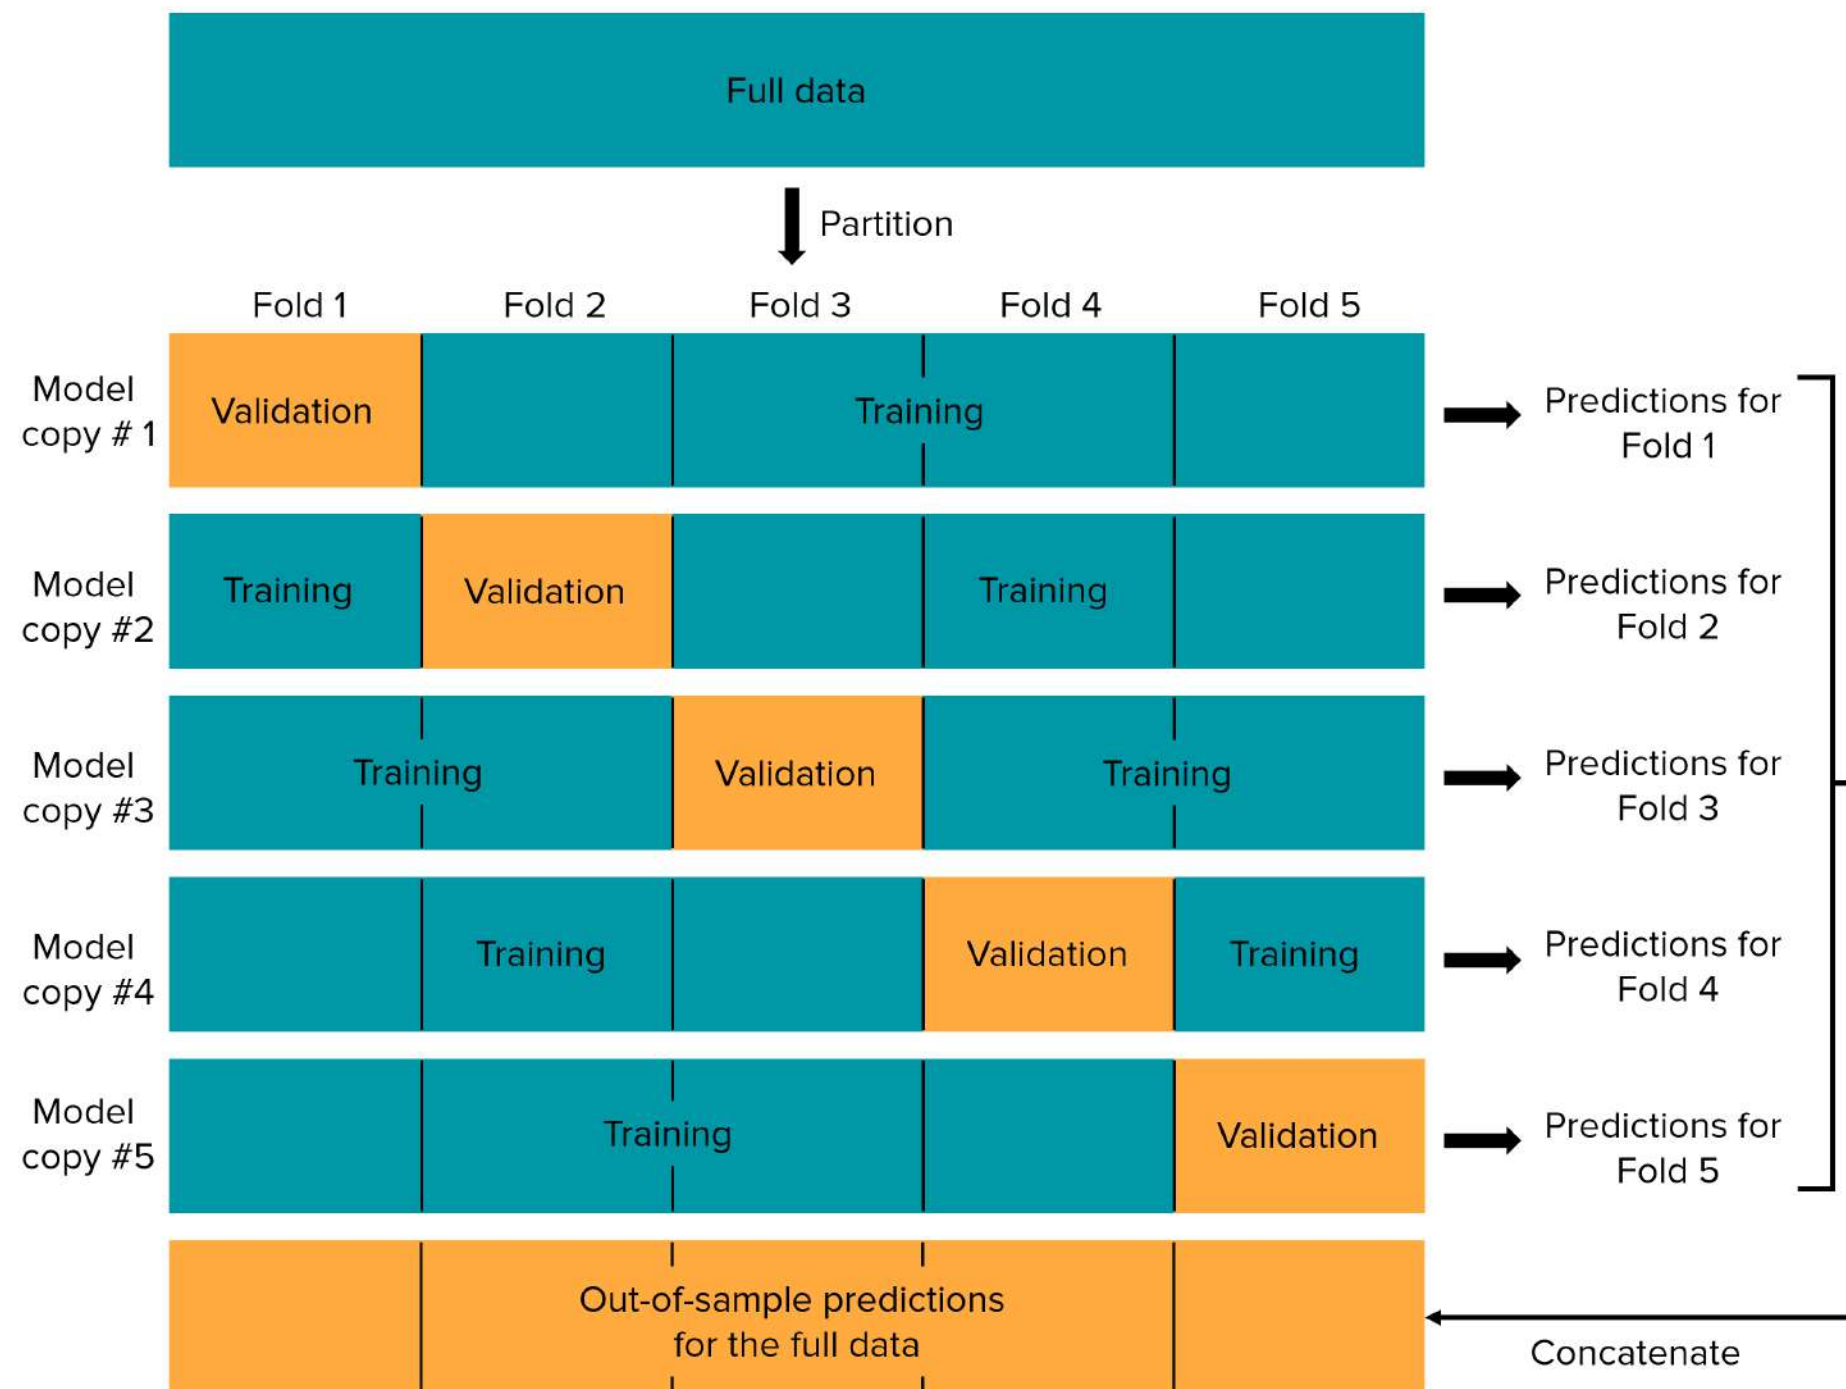 Full data
Partition
Fold 1
Fold 2
Fold 3
Fold 4
Fold 5
Model
copy # 1
Validation
Training
Predictions for
Fold 1
Model
copy #2
Training
Validation
Training
Predictions for
Fold 2
Model
copy #3
Training
Validation
Training
Predictions for
Fold 3
Model
copy #4
Training
Validation
Training
Predictions for
Fold 4
Model
copy #5
Training
Validation
Predictions for
Fold 5
Out-of-sample predictions
for the full data
Concatenate